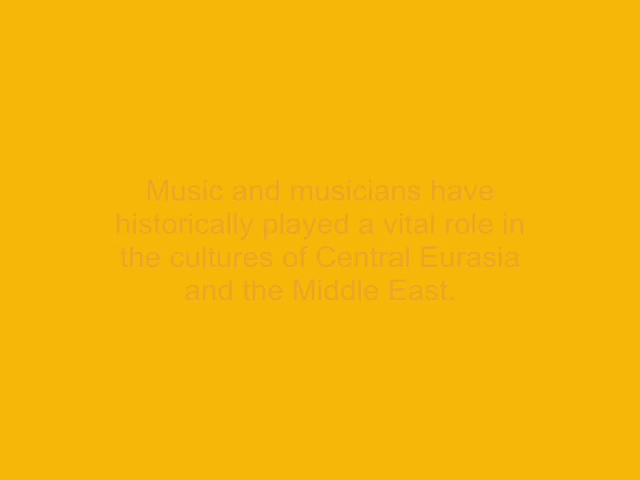 Music and musicians have
historically played a vital role in
the cultures of Central Eurasia
and the Middle East.